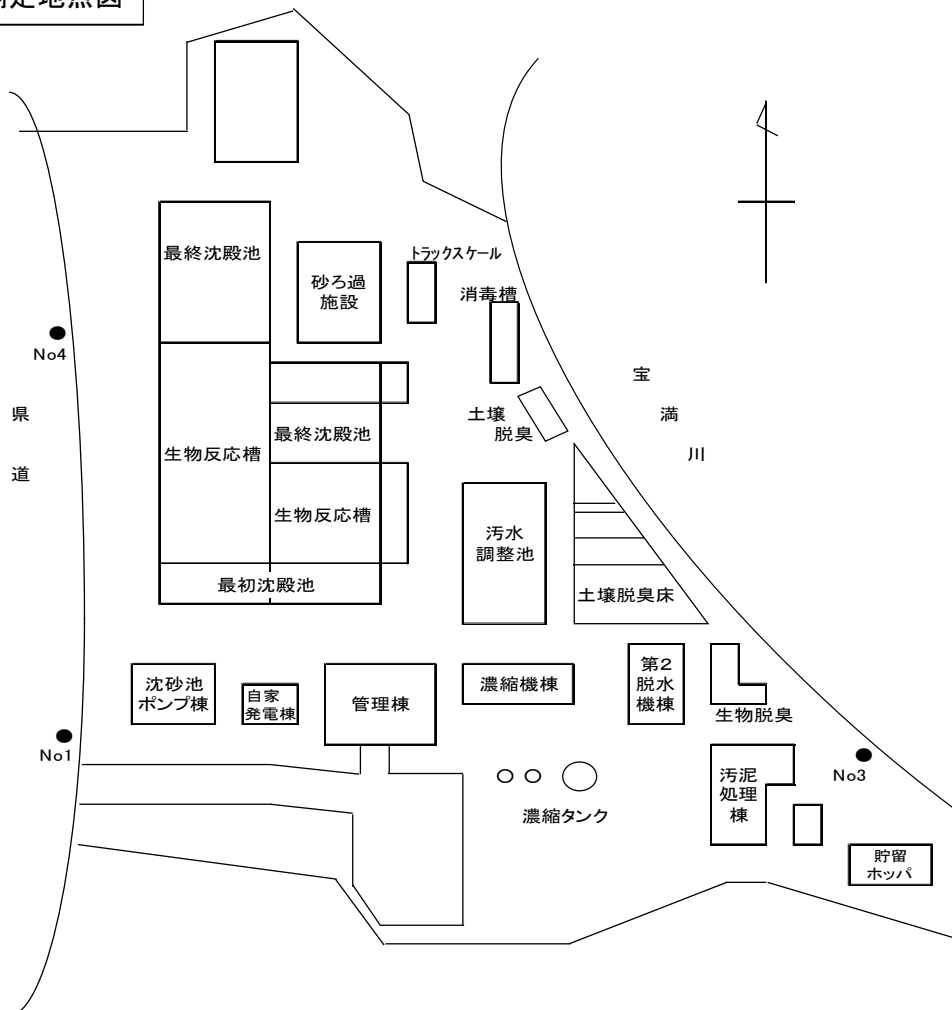 測定地点図
最終沈殿池
砂ろ過
施設
トラックスケール
消毒槽
No4
県
道
宝
満
川
土壌
脱臭
最終沈殿池
生物反応槽
生物反応槽
汚水
調整池
最初沈殿池
土壌脱臭床
沈砂池
ポンプ棟
自家
発電棟
管理棟
濃縮機棟
第2
脱水
機棟
生物脱臭
No1
No3
汚泥
処理
棟
濃縮タンク
貯留
ホッパ